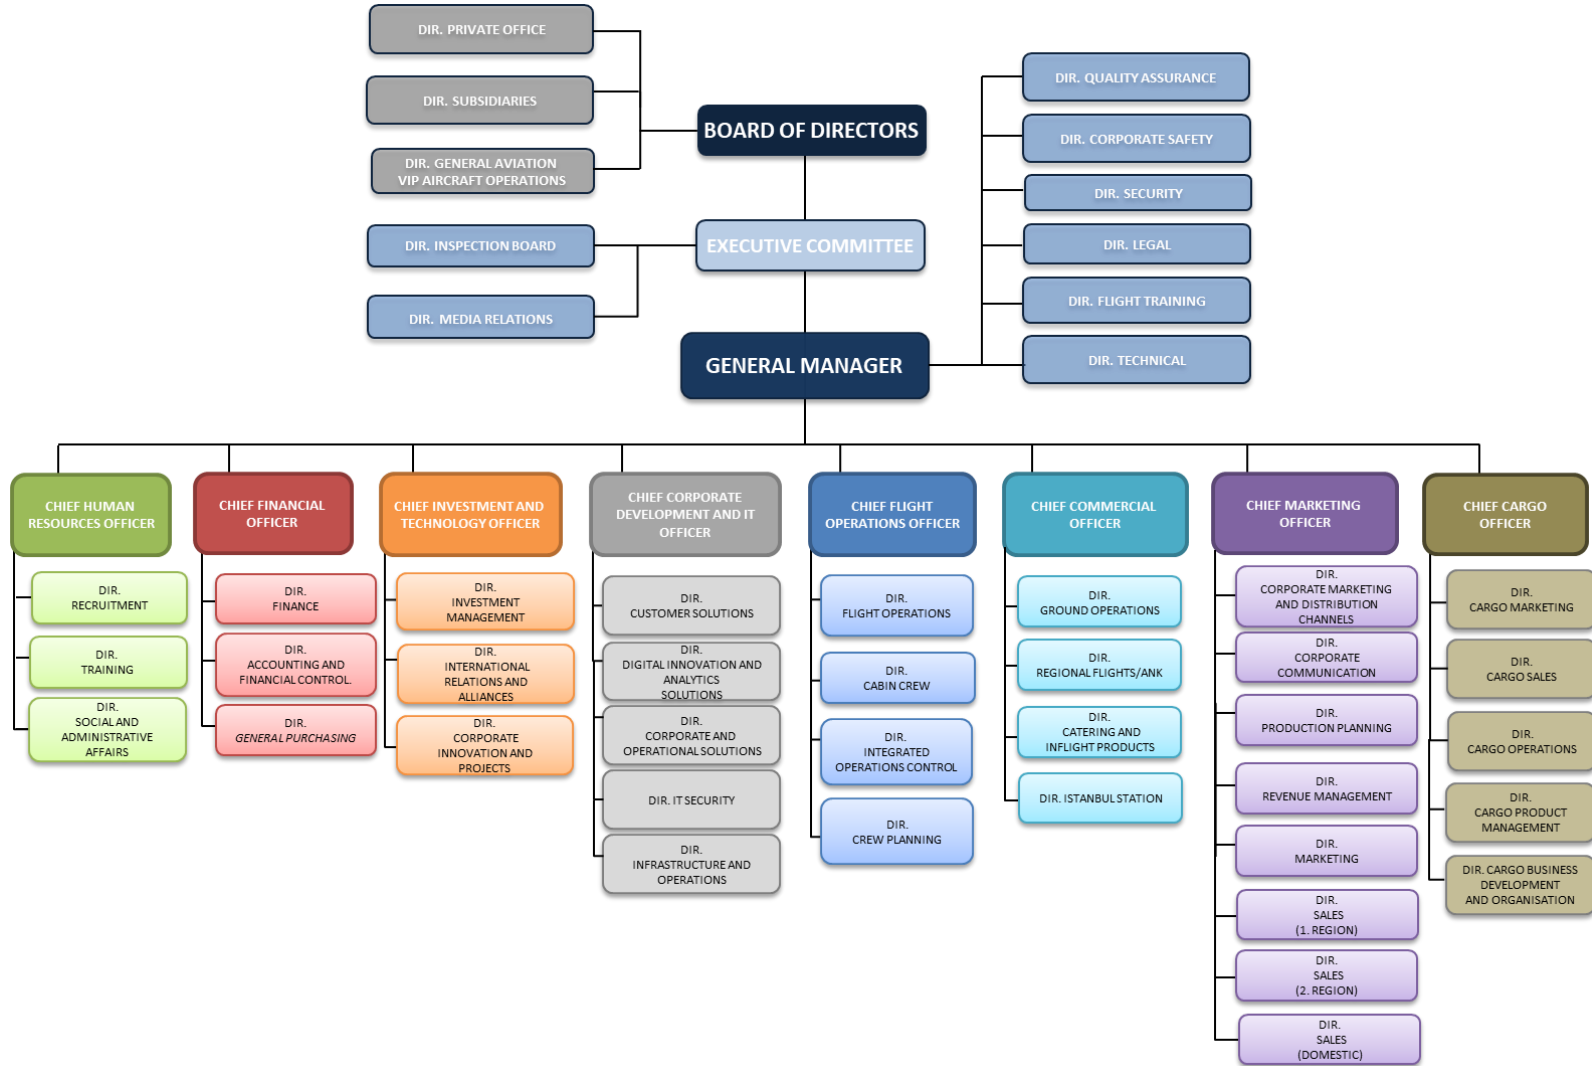 DIR. PRIVATE OFFICE
DIR. SUBSIDIARIES
DIR. GENERAL AVIATION
VIP AIRCRAFT OPERATIONS
BOARD OF DIRECTORS
DIR. QUALITY ASSURANCE
DIR. CORPORATE SAFETY
DIR. SECURITY
DIR. LEGAL
DIR. FLIGHT TRAINING
DIR. TECHNICAL
DIR. INSPECTION BOARD
DIR. MEDIA RELATIONS
EXECUTIVE COMMITTEE
GENERAL MANAGER
CHIEF HUMAN
RESOURCES OFFICER
DIR.
RECRUITMENT
DIR.
TRAINING
DIR.
SOCIAL AND
ADMINISTRATIVE
AFFAIRS
CHIEF FINANCIAL
OFFICER
DIR.
FINANCE
DIR.
ACCOUNTING AND
FINANCIAL CONTROL.
DIR.
GENERAL PURCHASING
CHIEF INVESTMENT AND
TECHNOLOGY OFFICER
DIR.
INVESTMENT
MANAGEMENT
DIR.
INTERNATIONAL
RELATIONS AND
ALLIANCES
DIR.
CORPORATE
INNOVATION AND
PROJECTS
CHIEF CORPORATE
DEVELOPMENT AND IT
OFFICER
DIR.
CUSTOMER SOLUTIONS
DIR.
DIGITAL INNOVATION AND
ANALYTICS
SOLUTIONS
DIR.
CORPORATE AND
OPERATIONAL SOLUTIONS
DIR. IT SECURITY
DIR.
INFRASTRUCTURE AND
OPERATIONS
CHIEF FLIGHT
OPERATIONS OFFICER
DIR.
FLIGHT OPERATIONS
DIR.
CABIN CREW
DIR.
INTEGRATED
OPERATIONS CONTROL
DIR.
CREW PLANNING
CHIEF COMMERCIAL
OFFICER
DIR.
GROUND OPERATIONS
DIR.
REGIONAL FLIGHTS/ANK
DIR.
CATERING AND
INFLIGHT PRODUCTS
DIR. ISTANBUL STATION
CHIEF MARKETING
OFFICER
DIR.
CORPORATE MARKETING
AND DISTRIBUTION
CHANNELS
DIR.
CORPORATE
COMMUNICATION
DIR.
PRODUCTION PLANNING
DIR.
REVENUE MANAGEMENT
DIR.
MARKETING
DIR.
SALES
(1. REGION)
DIR.
SALES
(2. REGION)
DIR.
SALES
(DOMESTIC)
CHIEF CARGO
OFFICER
DIR.
CARGO MARKETING
DIR.
CARGO SALES
DIR.
CARGO OPERATIONS
DIR.
CARGO PRODUCT
MANAGEMENT
DIR. CARGO BUSINESS
DEVELOPMENT
AND ORGANISATION